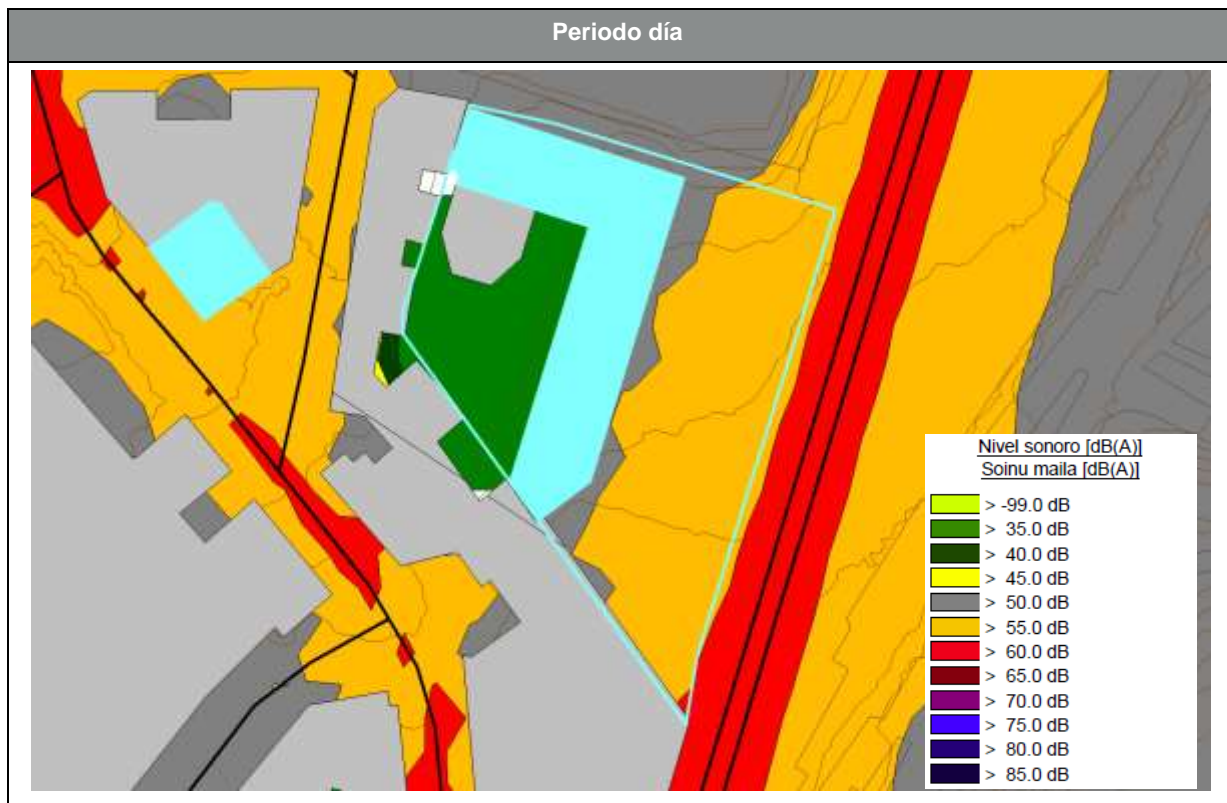 Periodo día
Nivel sonoro [dB(A)]
Soinu maila [dB(A)]
> -99.0 dB
> 35.0 dB
> 40.0 dB
> 45.0 dB
> 50.0 dB
> 55.0 dB
> 60.0 dB
> 65.0 dB
> 70.0 dB
> 75.0 dB
> 80.0 dB
> 85.0 dB